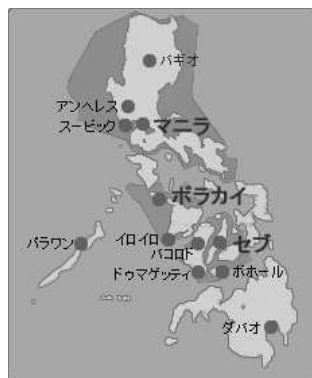 バギオ
アンヘレス
スービック
マニラ
ボラカイ
パラワン
イロイロ
バコロド
セブ
ドゥマゲッティ
ボホール
ダバオ